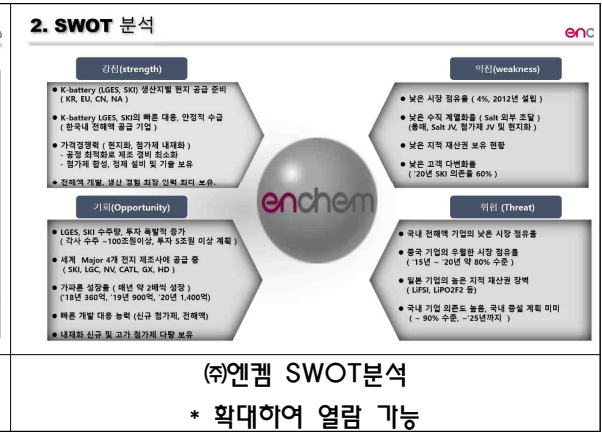 2. SWOT 분석
enc
강점(strength)
● K-battery (LGES, SKI) 생산지별 현지 공급 준비
( KR, EU, CN, NA )
● K-battery LGES, SKI의 빠른 대응, 안정적 수급
( 한국내 전해액 공급 기업 )
● 가격경쟁력 ( 현지화, 첨가제 내재화 )
- 공정 최적화로 제조 경비 최소화
- 첨가제 합성, 정제 설비 및 기술 보유
● 전해액 개발, 생산 경험 최장 인력 최다 보유.
약점(weakness)
● 낮은 시장 점유율 ( 4%, 2012년 설립 )
● 낮은 수직 계열화율 ( Salt 외부 조달 )
(용매, Salt JV, 첨가제 JV 및 현지화 )
● 낮은 지적 재산권 보유 현황
● 낮은 고객 다변화율
( '20년 SKI 의존율 60% )
enchem
기회(Opportunity)
● LGES, SKI 수주량, 투자 폭발적 증가
( 각사 수주 ~100조원이상, 투자 5조원 이상 계획 )
● 세계 Major 4개 전지 제조사에 공급 중
( SKI, LGC, NV, CATL, GX, HD )
● 가파른 성장율 ( 매년 약 2배씩 성장 )
('18년 360억, '19년 900억, '20년 1,400억)
● 빠른 개발 대응 능력 (신규 첨가제, 전해액)
● 내재화 신규 및 고가 첨가제 다량 보유
위협 (Threat)
● 국내 전해액 기업의 낮은 시장 점유율
● 중국 기업의 우월한 시장 점유율
( '15년 ~ '20년 약 80% 수준 )
● 일본 기업의 높은 지적 재산권 장벽
( LiFSI, LiPO2F2 등)
● 국내 기업 의존도 높음, 국내 증설 계획 미미
( ~ 90% 수준, ~'25년까지 )
㈜엔켐 SWOT분석
* 확대하여 열람 가능